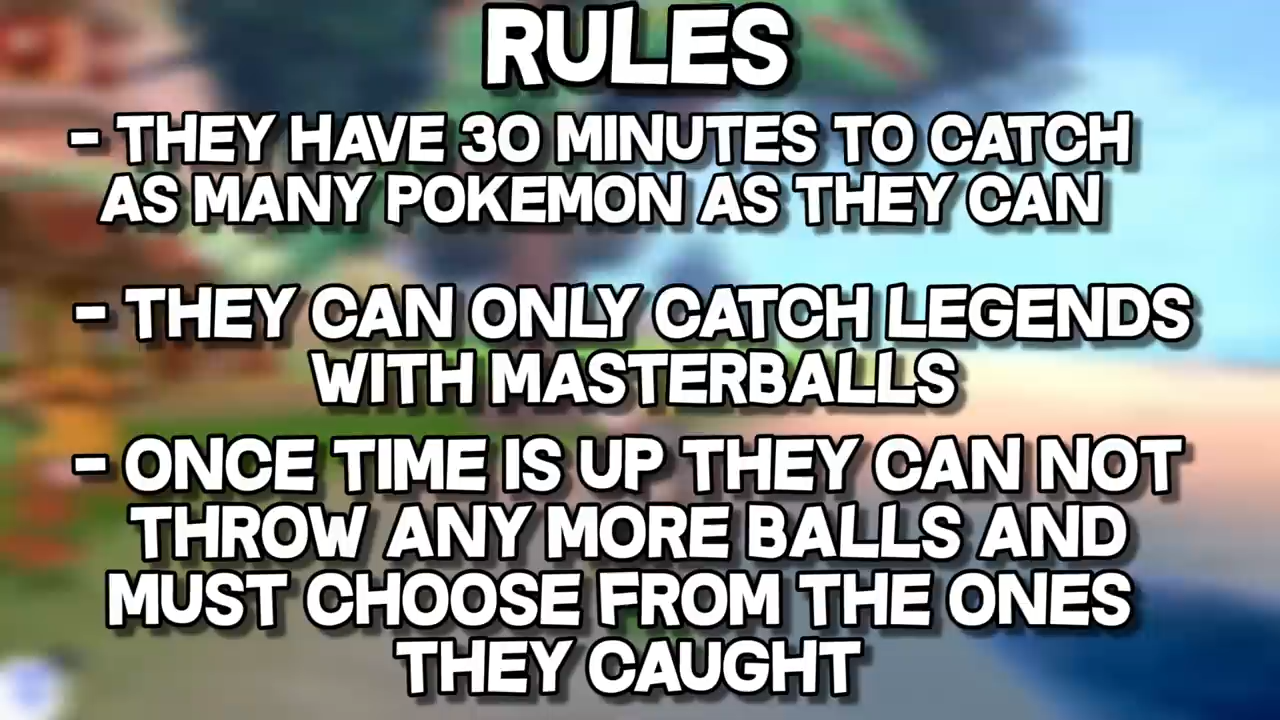 RULES
- THEY HAVE 30 MINUTES TO CATCH
AS MANY POKEMON AS THEY CAN
- THEY CAN ONLY CATCH LEGENDS
WITH MASTERBALLS
- ONCE TIME IS UP THEY CAN NOT
THROW ANY MORE BALLS AND
MUST CHOOSE FROM THE ONES
THEY CAUGHT